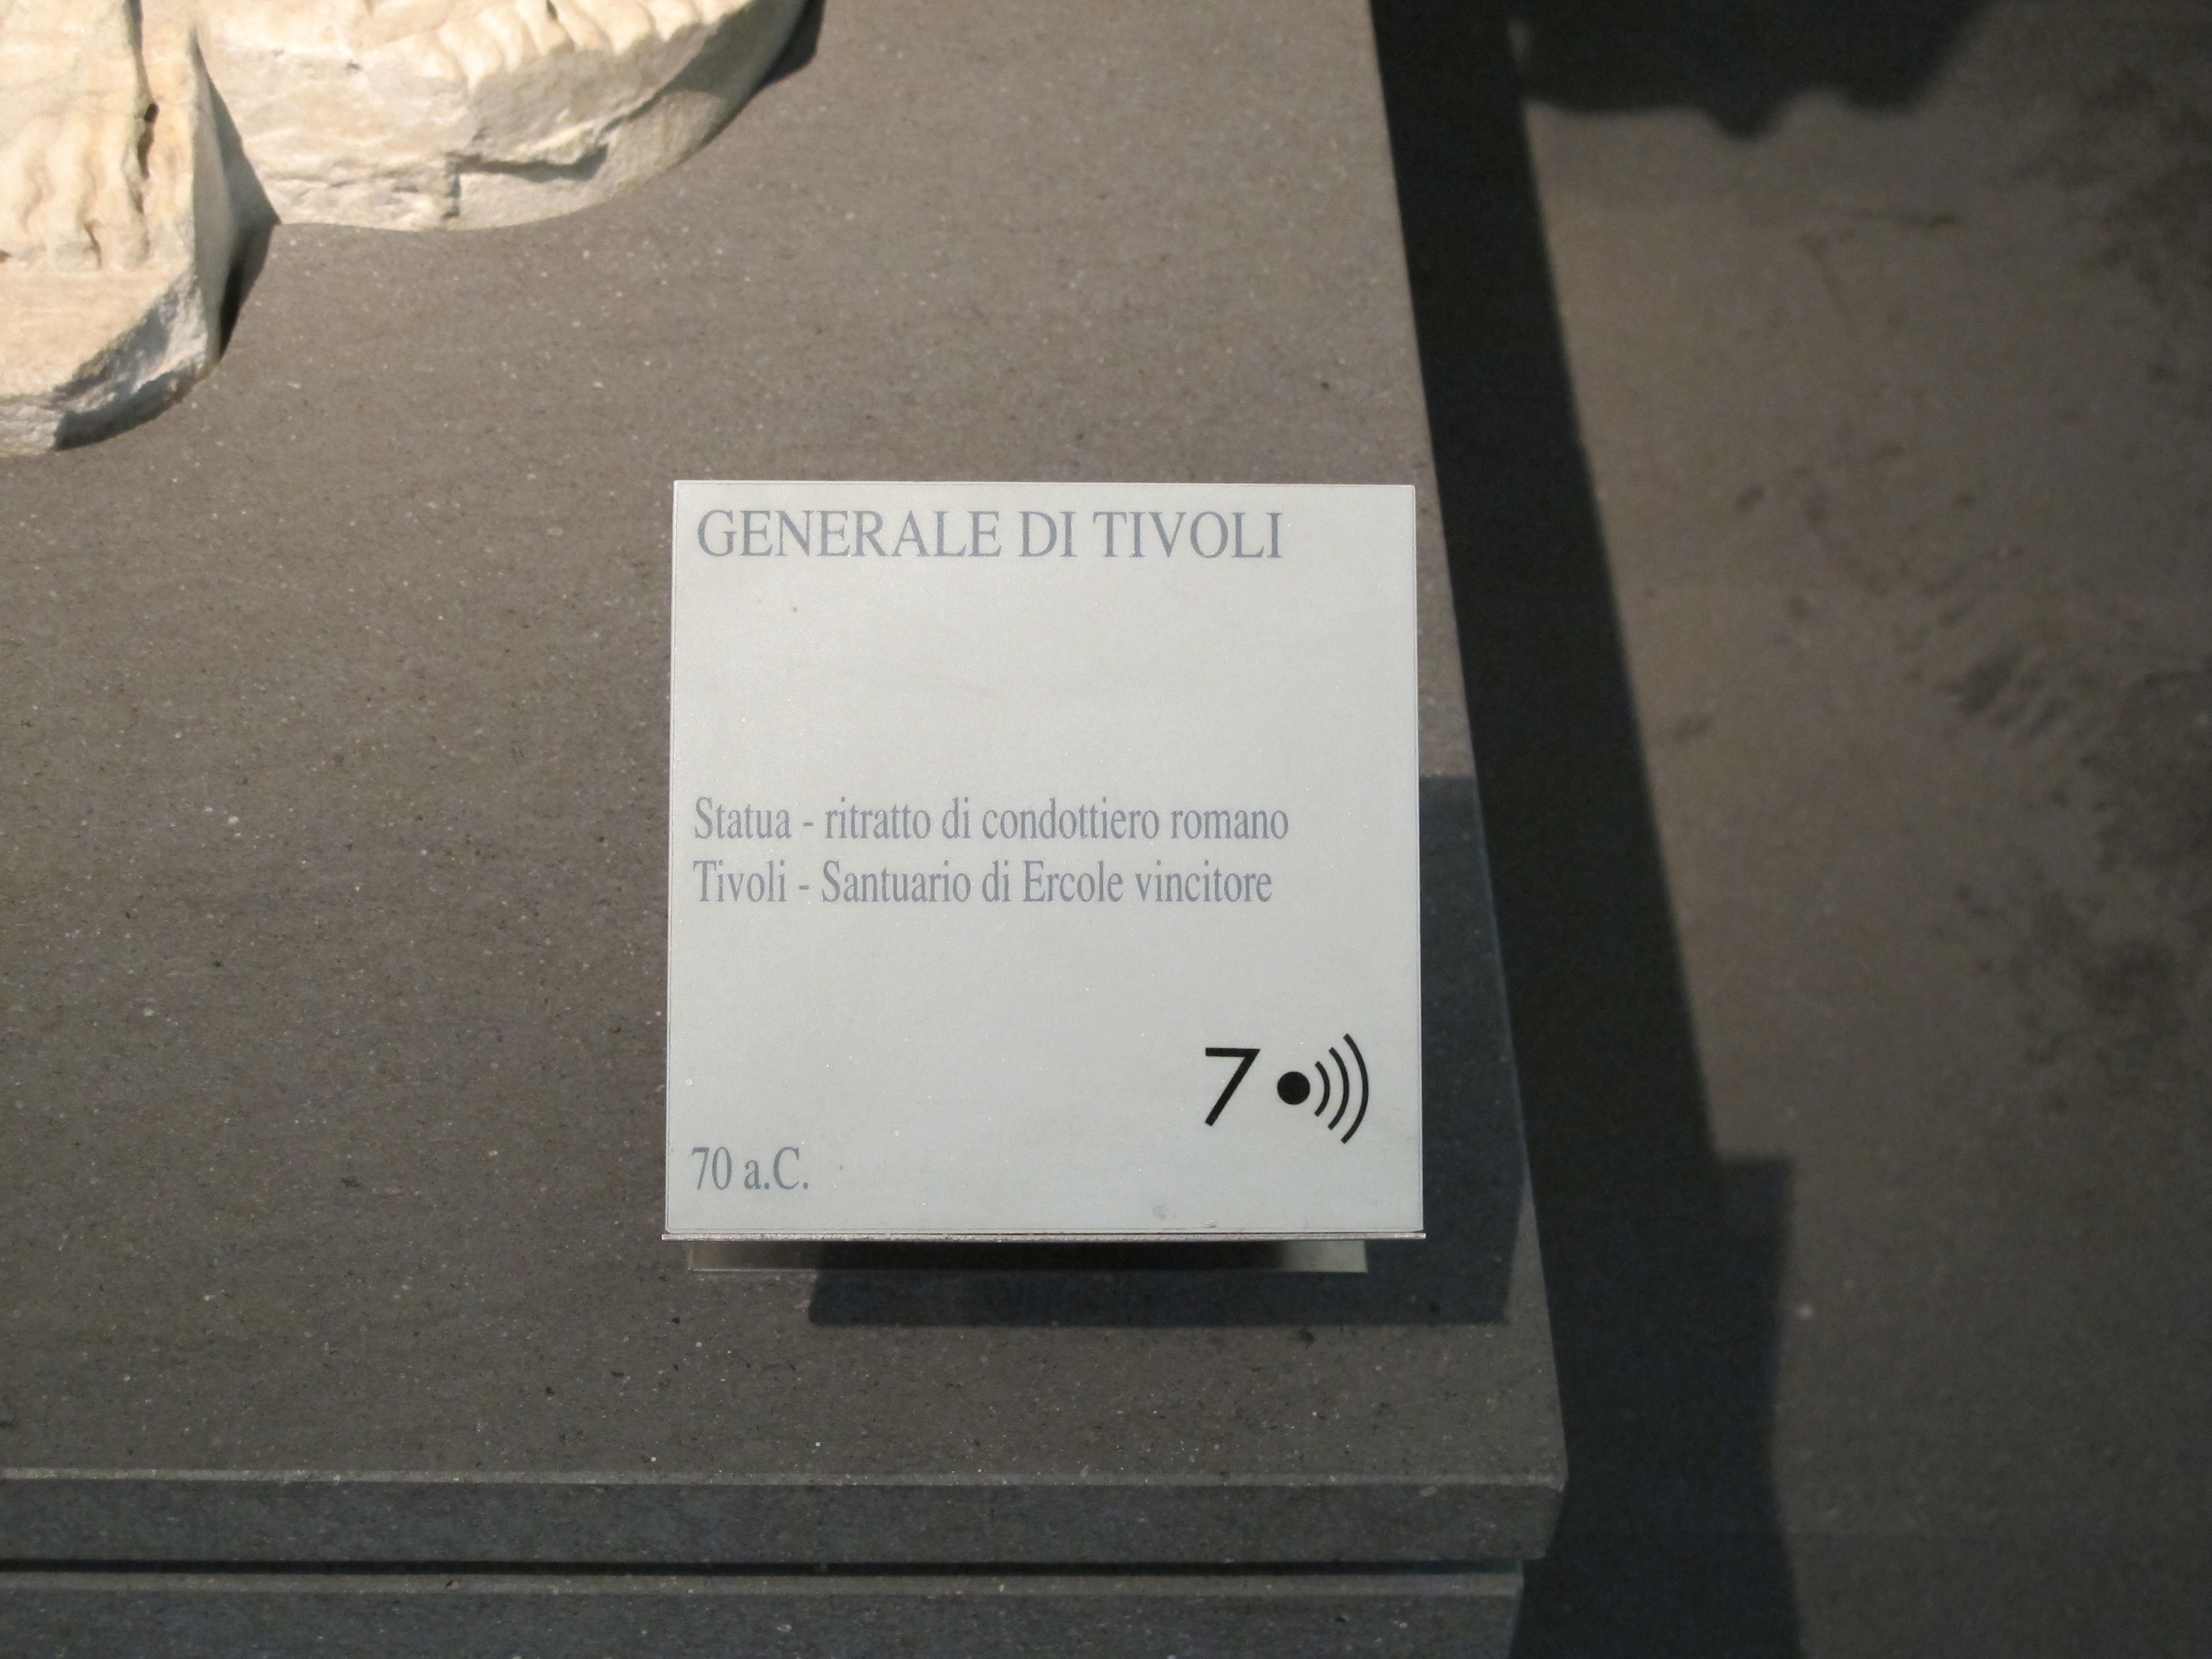 GENERALE DI TIVOLI
Statua - ritratto di condottiero romano
Tivoli - Santuario di Ercole vincitore
7
70 a.C.